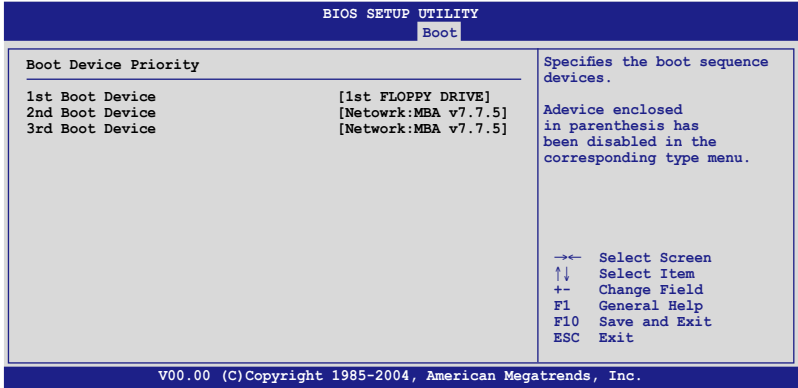 BIOS SETUP UTILITY
Boot
Boot Device Priority
1st Boot Device [1st FLOPPY DRIVE]
2nd Boot Device [Netowrk:MBA v7.7.5]
3rd Boot Device [Network:MBA v7.7.5]
Specifies the boot sequence
devices.
Adevice enclosed
in parenthesis has
been disabled in the
corresponding type menu.
→← Select Screen
↑↓ Select Item
+- Change Field
F1 General Help
F10 Save and Exit
ESC Exit
V00.00 (C)Copyright 1985-2004, American Megatrends, Inc.